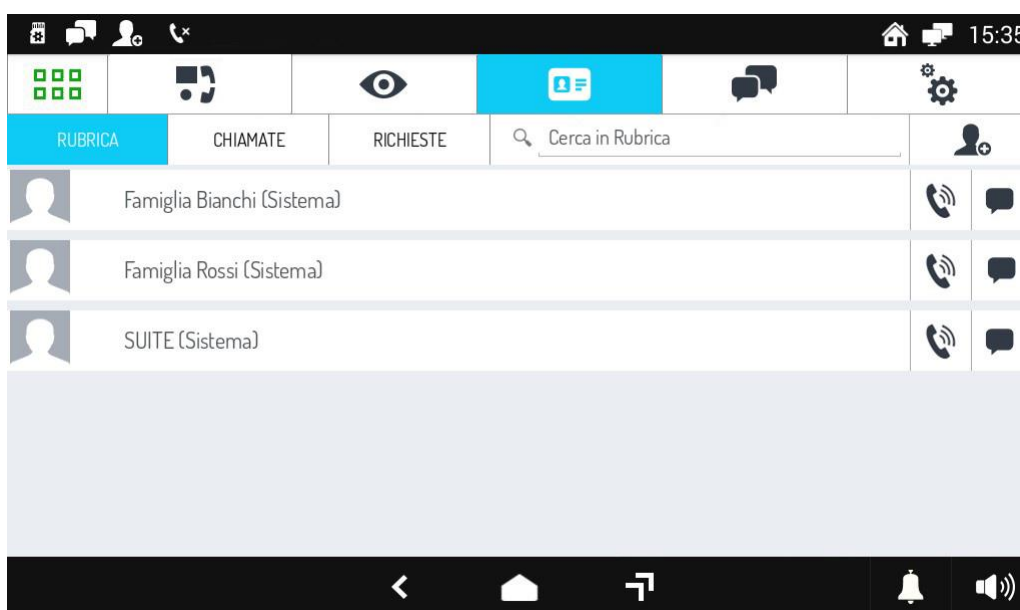 15:35
RUBRICA CHIAMATE RICHIESTE Cerca in Rubrica
Famiglia Bianchi (Sistema)
Famiglia Rossi (Sistema)
SUITE (Sistema)